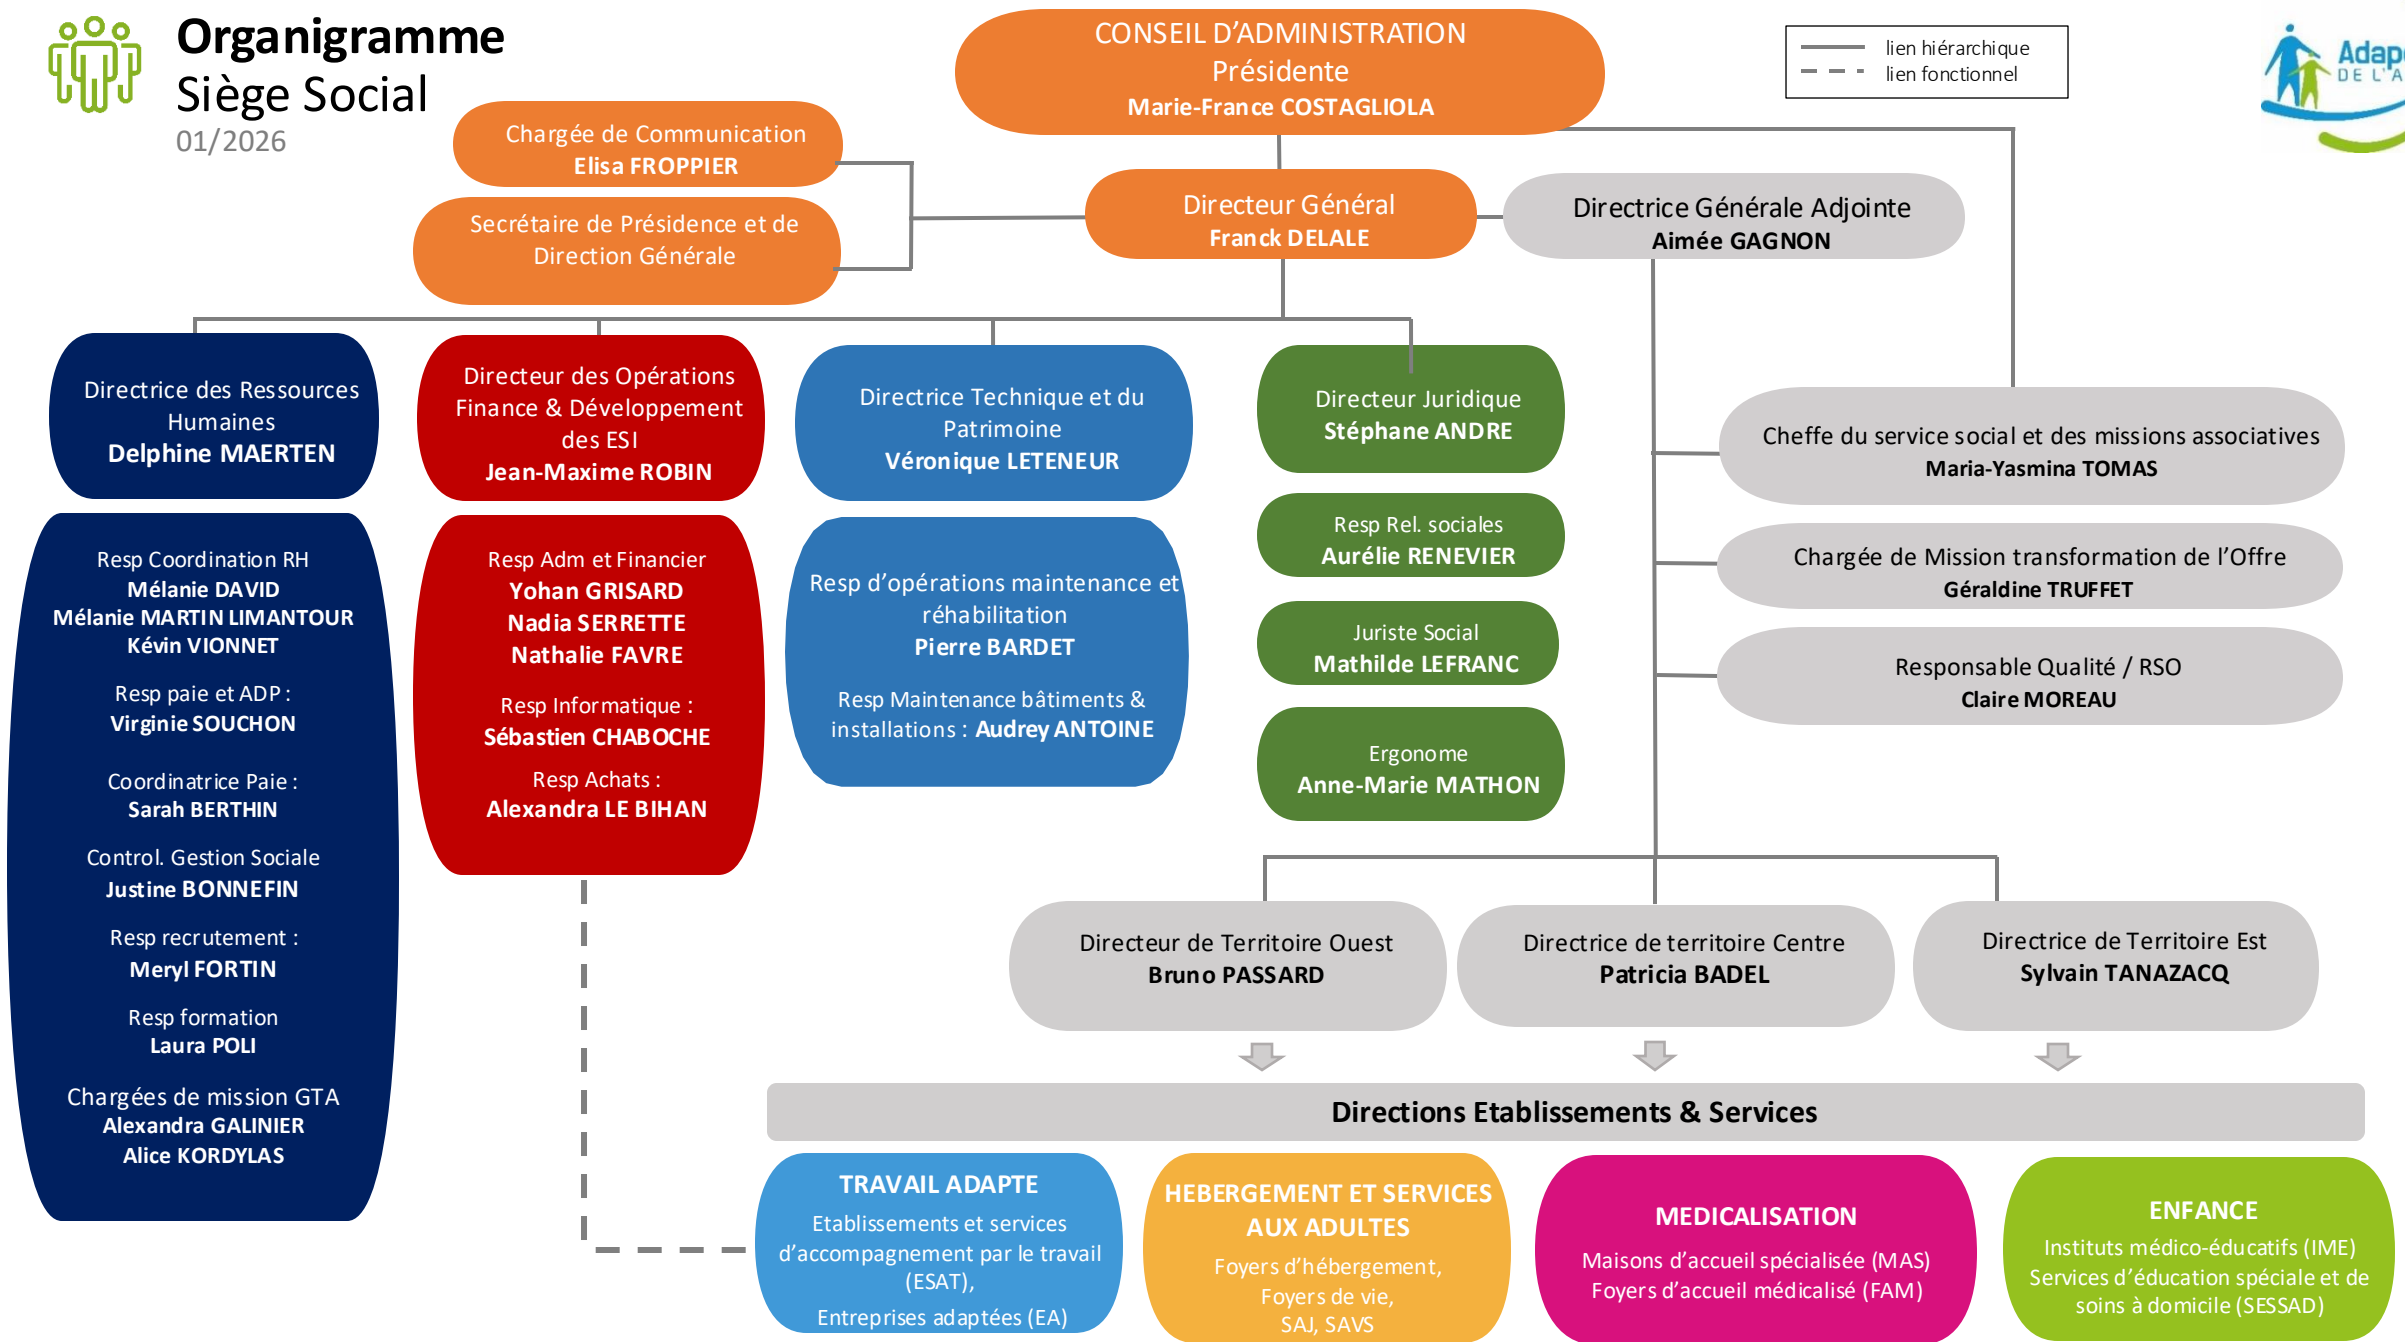 Organigramme
Siège Social
01/2026
CONSEIL D’ADMINISTRATION
Présidente
Marie-France COSTAGLIOLA
lien hiérarchique
lien fonctionnel
Chargée de Communication
Elisa FROPPIER
Secrétaire de Présidence et de
Direction Générale
Directeur Général
Franck DELALE
Directrice Générale Adjointe
Aimée GAGNON
Directrice des Ressources
Humaines
Delphine MAERTEN
Directeur des Opérations
Finance & Développement
des ESI
Jean-Maxime ROBIN
Directrice Technique et du
Patrimoine
Véronique LETENEUR
Directeur Juridique
Stéphane ANDRE
Cheffe du service social et des missions associatives
Maria-Yasmina TOMAS
Chargée de Mission transformation de l’Offre
Géraldine TRUFFET
Responsable Qualité / RSO
Claire MOREAU
Resp Coordination RH
Mélanie DAVID
Mélanie MARTIN LIMANTOUR
Kévin VIONNET
Resp paie et ADP :
Virginie SOUCHON
Coordinatrice Paie :
Sarah BERTHIN
Control. Gestion Sociale
Justine BONNEFIN
Resp recrutement :
Meryl FORTIN
Resp formation
Laura POLI
Chargées de mission GTA
Alexandra GALINIER
Alice KORDYLAS
Resp Adm et Financier
Yohan GRISARD
Nadia SERRETTE
Nathalie FAVRE
Resp Informatique :
Sébastien CHABOCHE
Resp Achats :
Alexandra LE BIHAN
Resp d’opérations maintenance et
réhabilitation
Pierre BARDET
Resp Maintenance bâtiments &
installations : Audrey ANTOINE
Resp Rel. sociales
Aurélie RENEVIER
Juriste Social
Mathilde LEFRANC
Ergonome
Anne-Marie MATHON
Directeur de Territoire Ouest
Bruno PASSARD
Directrice de territoire Centre
Patricia BADEL
Directrice de Territoire Est
Sylvain TANAZACQ
Directions Etablissements & Services
TRAVAIL ADAPTE
Etablissements et services
d’accompagnement par le travail
(ESAT),
Entreprises adaptées (EA)
HEBERGEMENT ET SERVICES
AUX ADULTES
Foyers d’hébergement,
Foyers de vie,
SAJ, SAVS
MEDICALISATION
Maisons d’accueil spécialisée (MAS)
Foyers d’accueil médicalisé (FAM)
ENFANCE
Instituts médico-éducatifs (IME)
Services d’éducation spéciale et de
soins à domicile (SESSAD)